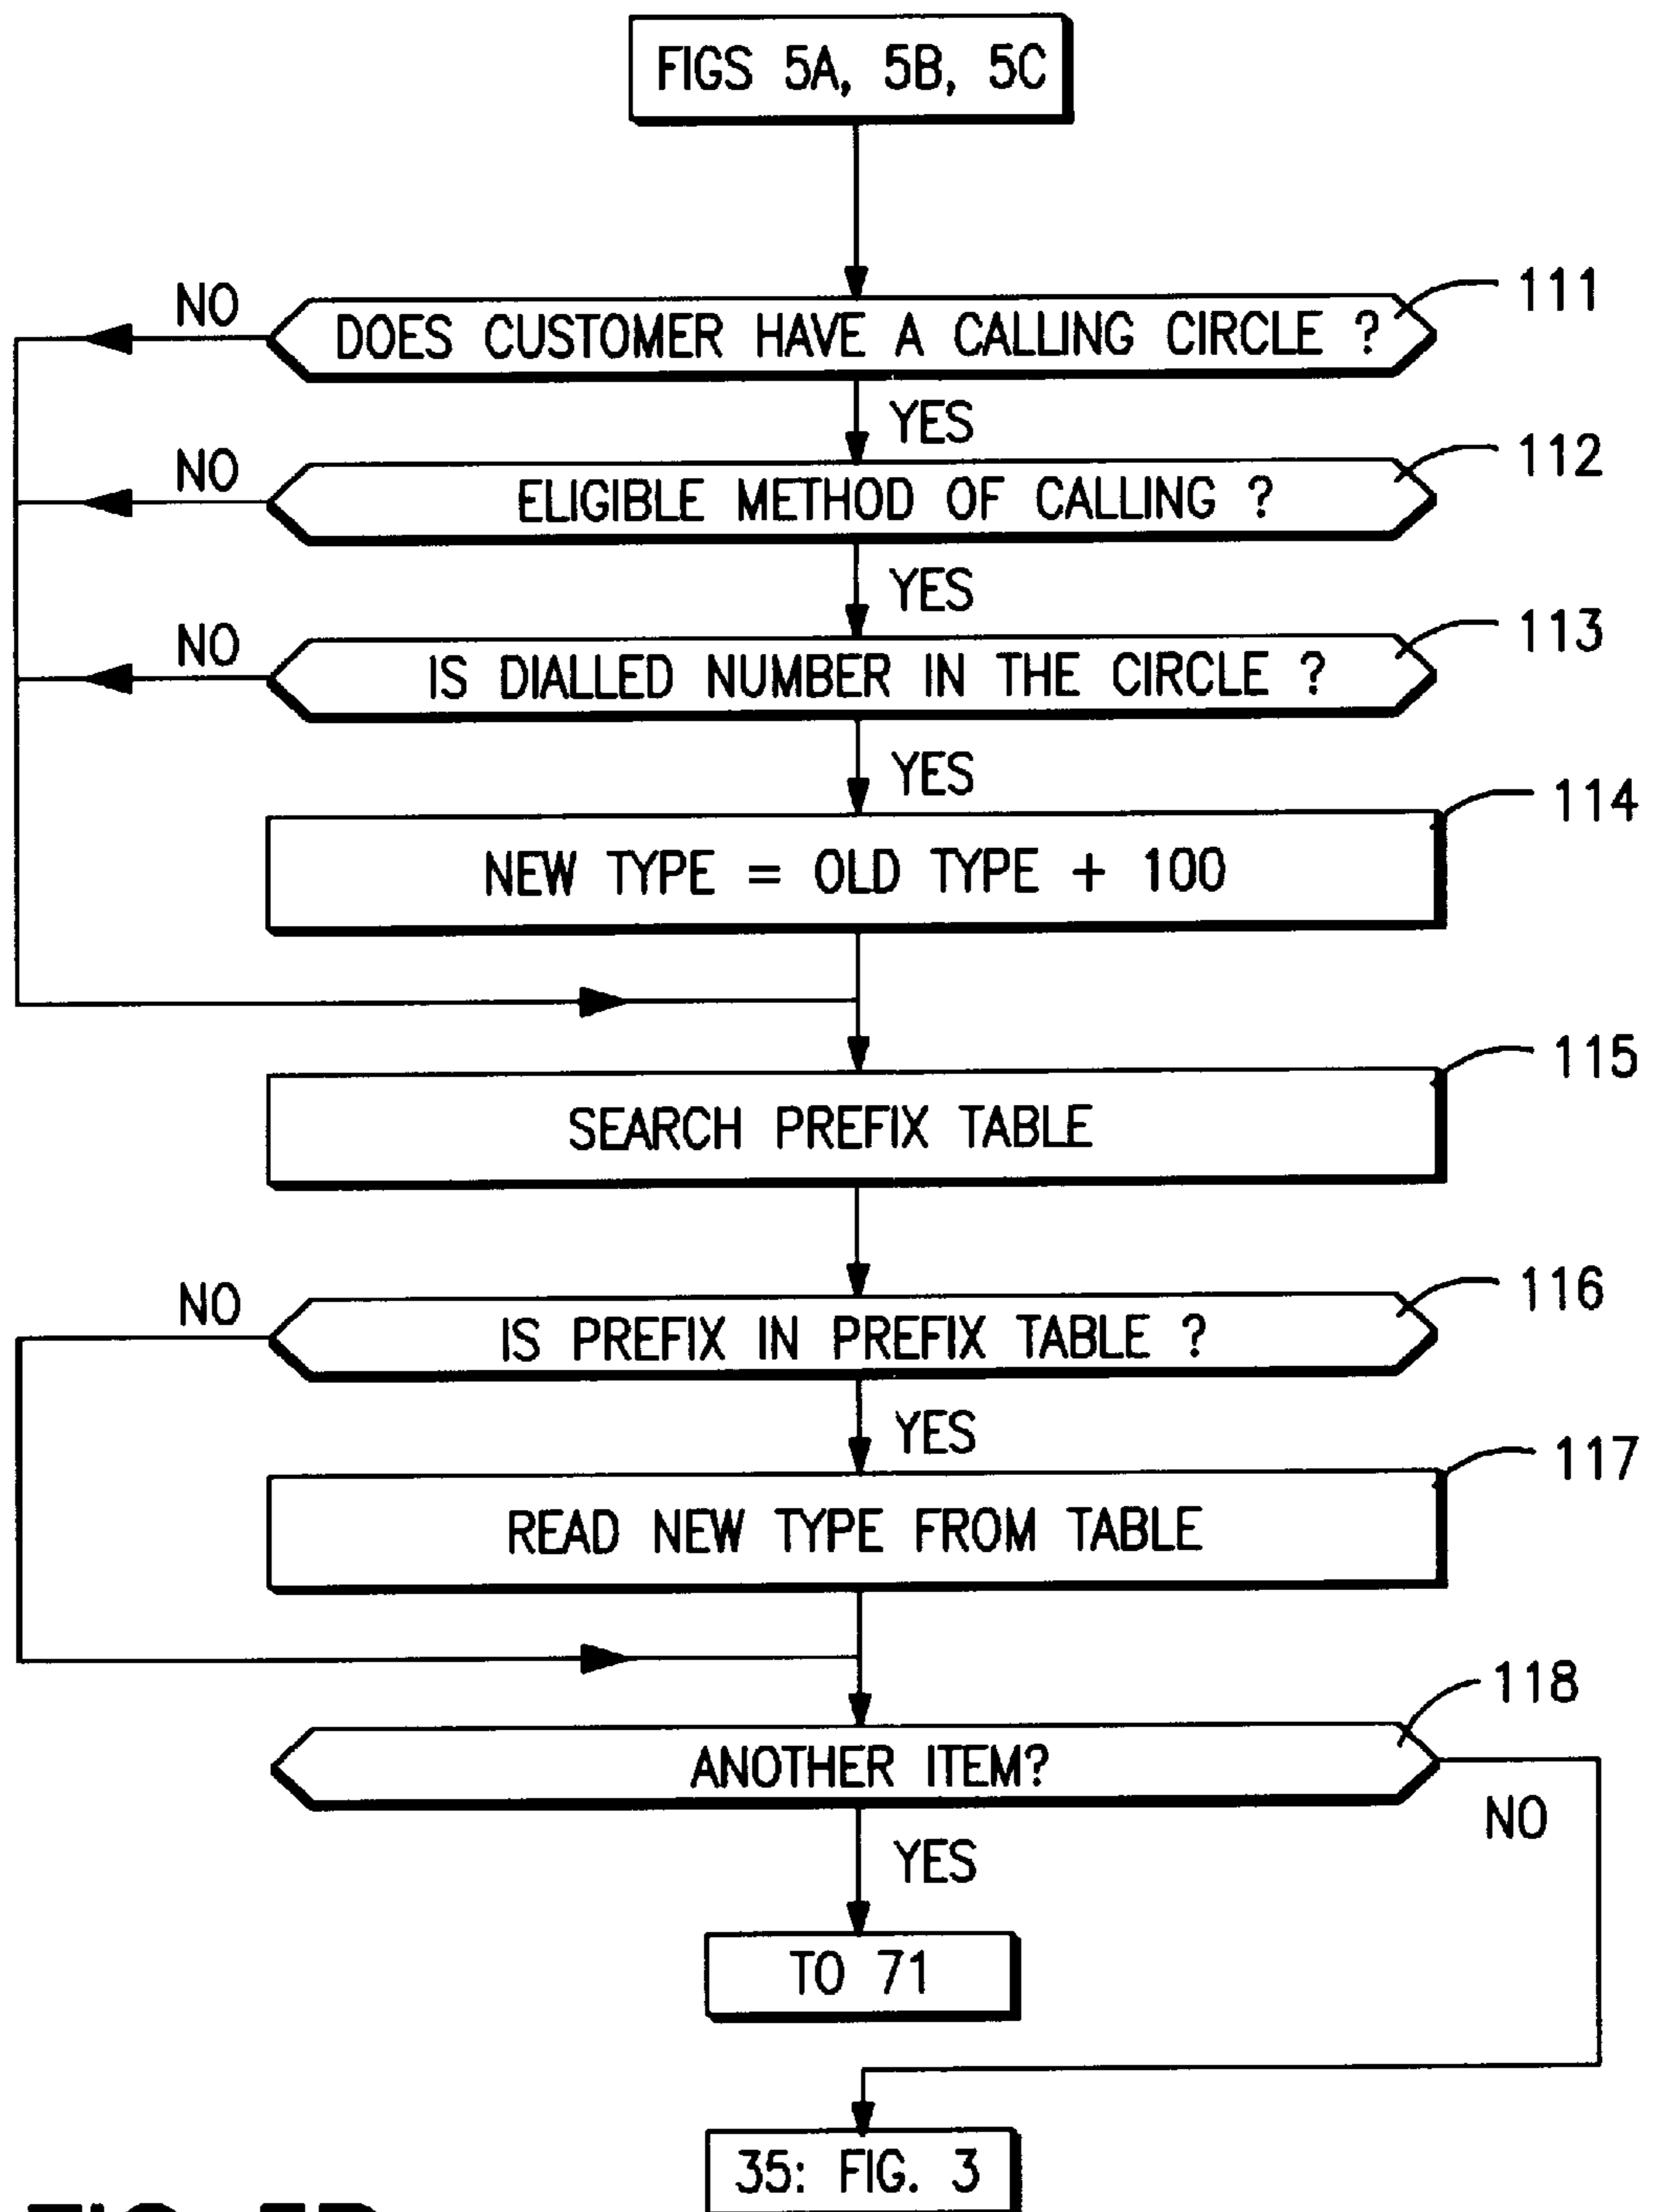 FIGS 5A, 5B, 5C
111
NO
DOES CUSTOMER HAVE A CALLING CIRCLE ?
YES
112
NO
ELIGIBLE METHOD OF CALLING ?
YES
113
NO
IS DIALLED NUMBER IN THE CIRCLE ?
YES
114
NEW TYPE = OLD TYPE + 100
115
SEARCH PREFIX TABLE
116
NO
IS PREFIX IN PREFIX TABLE ?
YES
117
READ NEW TYPE FROM TABLE
118
ANOTHER ITEM?
NO
YES
TO 71
35: FIG. 3